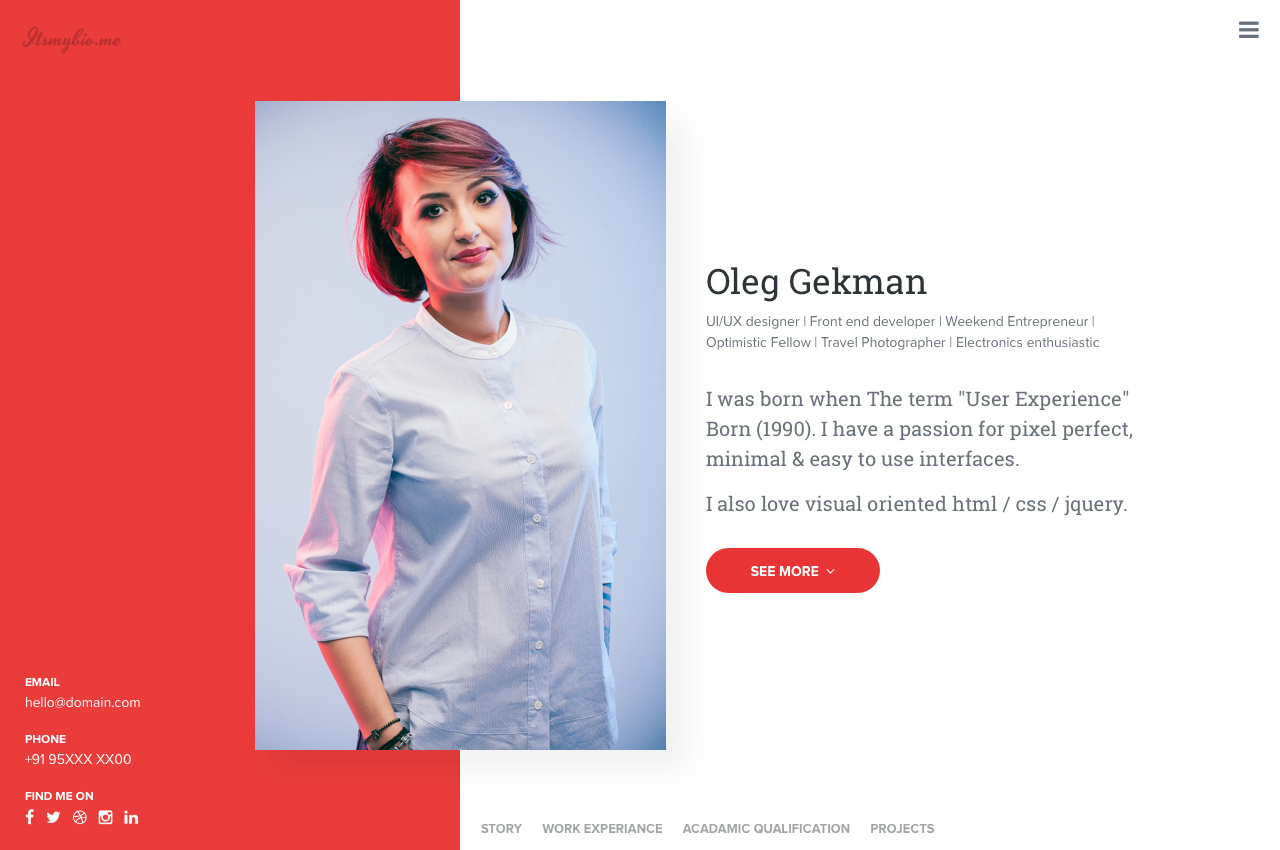 Itsmybio.me
Oleg Gekman
UI/UX designer | Front end developer | Weekend Entrepreneur |
Optimistic Fellow | Travel Photographer | Electronics enthusiastic
I was born when The term "User Experience"
Born (1990). I have a passion for pixel perfect,
minimal & easy to use interfaces.
I also love visual oriented html / css / jquery.
SEE MORE
EMAIL
hello@domain.com
PHONE
+91 95XXX XX00
FIND ME ON
STORY WORK EXPERIANCE ACADAMIC QUALIFICATION PROJECTS